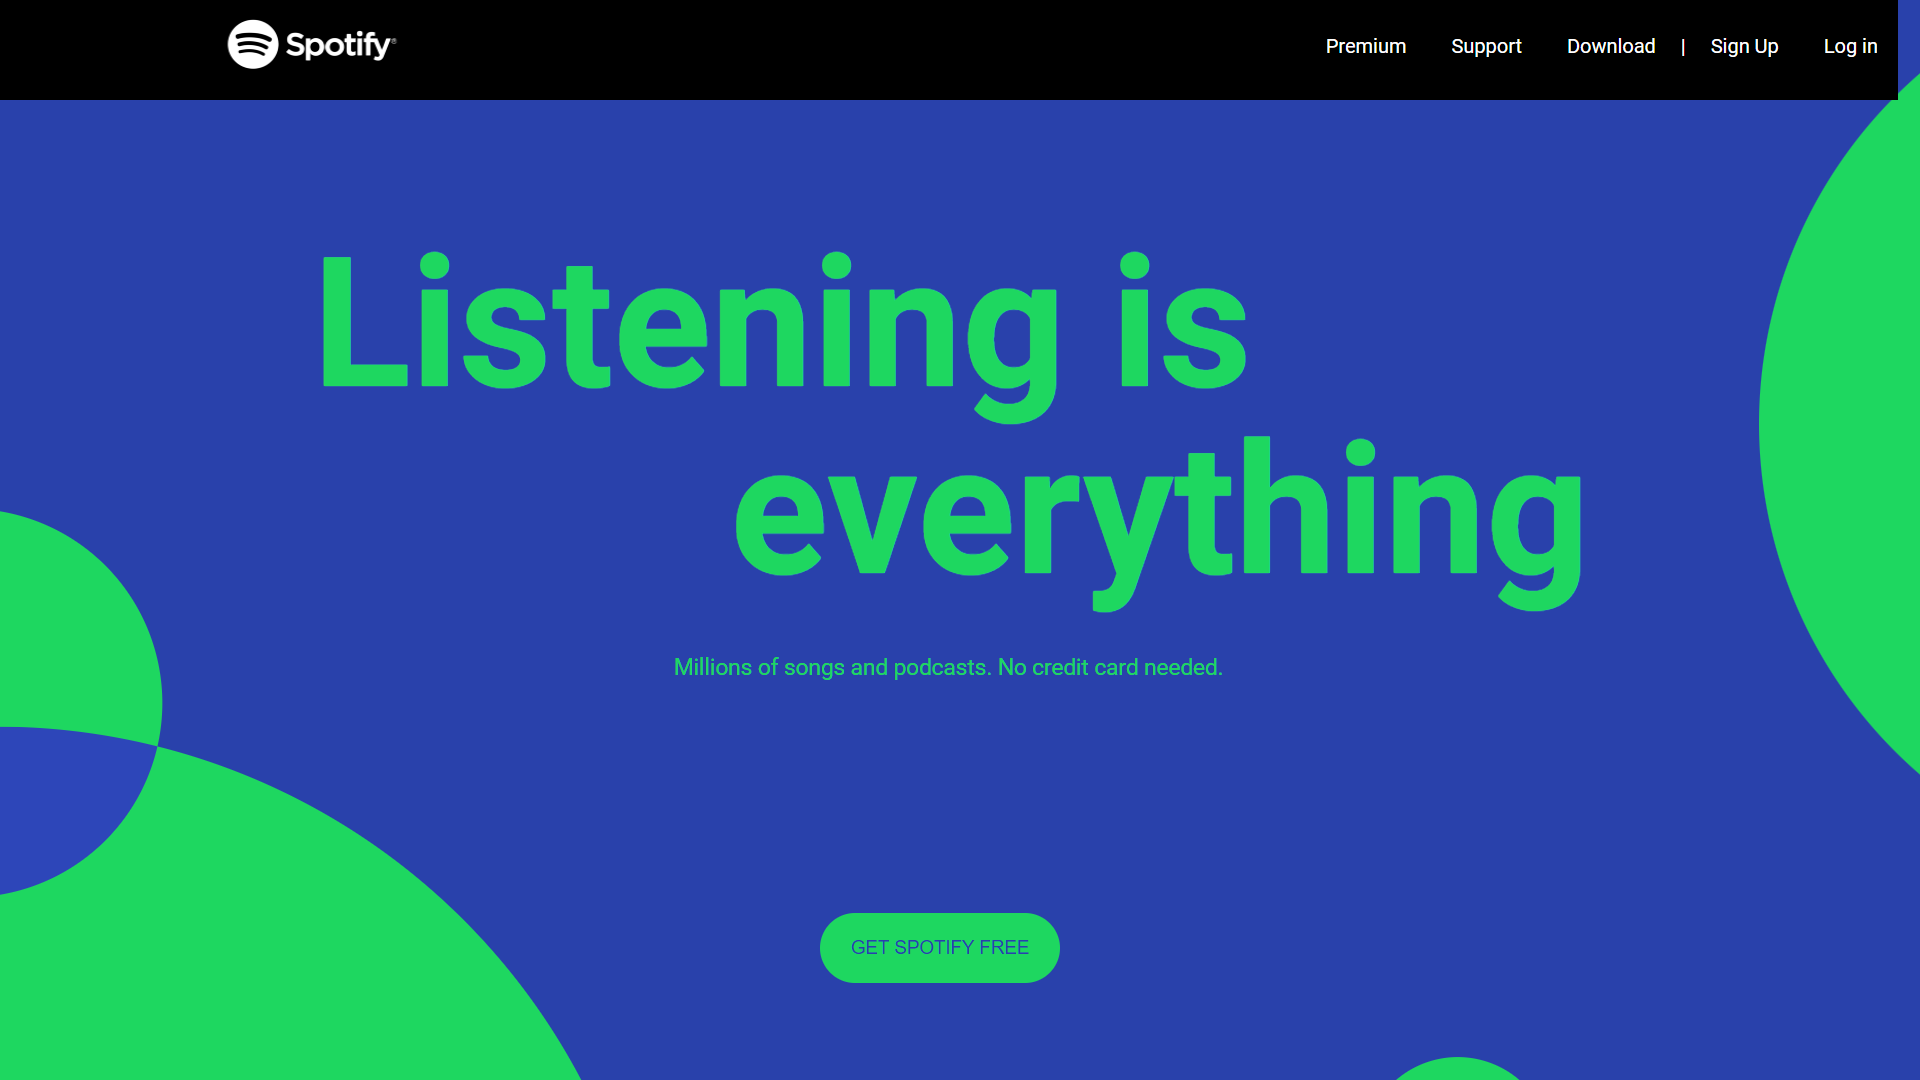 Spotify®
Premium Support Download | Sign Up Log in
Listening is
everything
Millions of songs and podcasts. No credit card needed.
GET SPOTIFY FREE